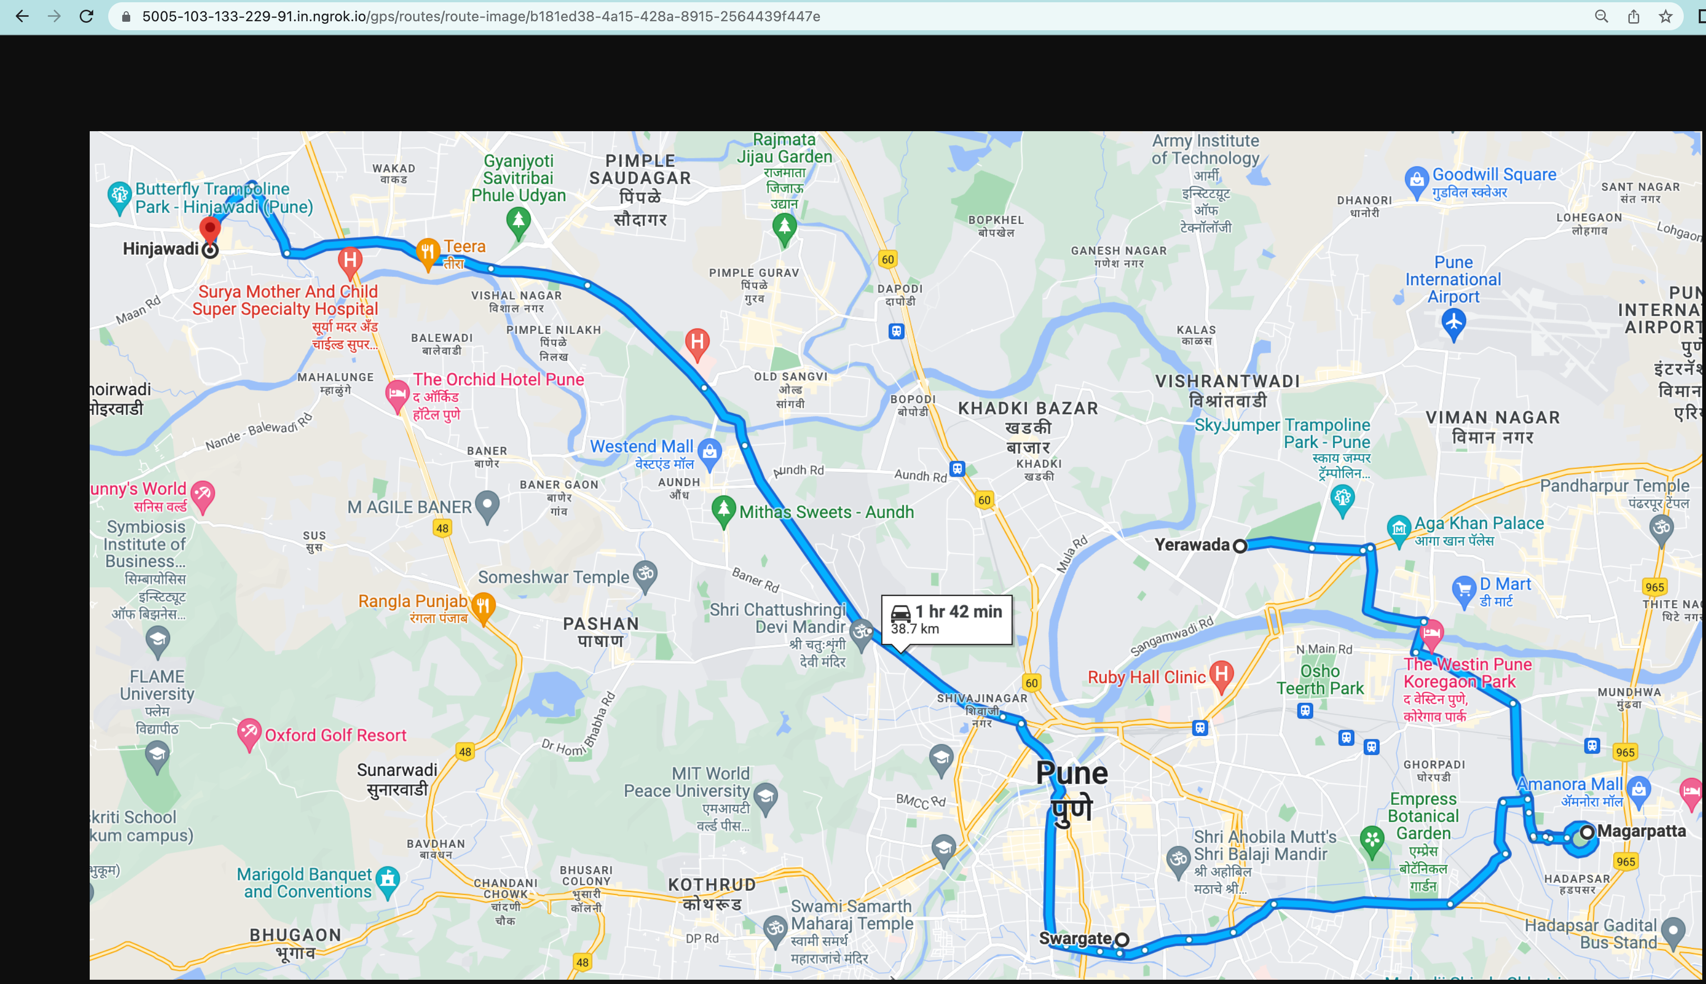 5005-103-133-229-91.in.ngrok.io/gps/routes/route-image/b181ed38-4a15-428a-8915-2564439f447e
Butterfly Trampoline
Park - Hinjawadi (Pune)
Hinjawadi
Maan Rd
WAKAD
वाकड
Gyanjyoti
Savitribai
Phule Udyan
PIMPLE
SAUDAGAR
पिंपळे
सौदागर
Rajmata
Jijau Garden
राजमाता
जिजाऊ
उद्यान
Army Institute
of Technology
आर्मी
इन्स्टिट्यूट
ऑफ
टेक्नॉलॉजी
Goodwill Square
गुडविल स्क्वेअर
DHANORI
धानोरी
SANT NAGAR
संत नगर
LOHEGAON
लोहगाव
Lohgaon
BOPKHEL
बोपखेल
GANESH NAGAR
गणेश नगर
Teera
तीरा
Surya Mother And Child
Super Specialty Hospital
सूर्या मदर अँड
चाईल्ड सुपर...
VISHAL NAGAR
विशाल नगर
PIMPLE GURAV
पिंपळे
गुरव
60
DAPODI
दापोडी
Pune
International
Airport
PUN
INTERNA
AIRPORT
पुणे
इंटरनॅ
विमान
एरि
KALAS
काळस
BALEWADI
बालेवाडी
PIMPLE NILAKH
पिंपळे
निलख
MAHALUNGE
म्हाळुंगे
The Orchid Hotel Pune
द ऑर्किड
हॉटेल पुणे
OLD SANGVI
ओल्ड
सांगवी
BOPODI
बोपोडी
KHADKI BAZAR
खडकी
बाजार
KHADKI
खडकी
VISHRANTWADI
विश्रांतवाडी
VIMAN NAGAR
विमान नगर
SkyJumper Trampoline
Park - Pune
स्काय जम्पर
ट्रॅम्पोलिन...
noirwadi
मोइरवाडी
Nande - Balewadi Rd
BANER
बाणेर
BANER GAON
बाणेर
गांव
Westend Mall
वेस्टएंड मॉल
AUNDH
औंध
Aundh Rd
Aundh Rd
60
Mithas Sweets - Aundh
unny's World
सनिस वर्ल्ड
M AGILE BANER
48
SUS
सुस
Symbiosis
Institute of
Business...
सिम्बायोसिस
इन्स्टिट्यूट
ऑफ बिझनेस...
Pandharpur Temple
पंढरपूर टेंपल
Aga Khan Palace
आगा खान पॅलेस
Yerawada
Mula Rd
Someshwar Temple
Baner Rd
Rangla Punjab
रंगला पंजाब
Shri Chattushringi
Devi Mandir
श्री चतुःशृंगी
देवी मंदिर
1 hr 42 min
38.7 km
D Mart
डी मार्ट
965
THITE NAG
थिटे नग
PASHAN
पाषाण
Sangamwadi Rd
N Main Rd
FLAME
University
फ्लेम
विद्यापीठ
60
Ruby Hall Clinic
Osho
Teerth Park
The Westin Pune
Koregaon Park
द वेस्टिन पुणे,
कोरेगाव पार्क
MUNDHWA
मुंढवा
SHIVAJINAGAR
शिवाजी
नगर
Oxford Golf Resort
48
Dr Homi Bhabha Rd
965
Sunarwadi
सुनारवाडी
MIT World
Peace University
एमआयटी
वर्ल्ड पीस...
Pune
पुणे
BMCC Rd
GHORPADI
घोरपडी
Amanora Mall
अ‍ॅमनोरा मॉल
Empress
Botanical
Garden
एम्प्रेस
बोटॅनिकल
गार्डन
Magarpatta
965
skriti School
kum campus)
भुकूम)
BAVDHAN
बावधन
Shri Ahobila Mutt's
Shri Balaji Mandir
श्री अहोबिल
मठाचे श्री...
HADAPSAR
हडपसर
Marigold Banquet
and Conventions
CHANDANI
CHOWK
चांदणी
चौक
BHUSARI
COLONY
भुसारी
कॉलनी
KOTHRUD
कोथरूड
Swami Samarth
Maharaj Temple
स्वामी समर्थ
महाराजांचे मंदिर
DP Rd
BHUGAON
भूगाव
48
Swargate
Hadapsar Gadital
Bus Stand